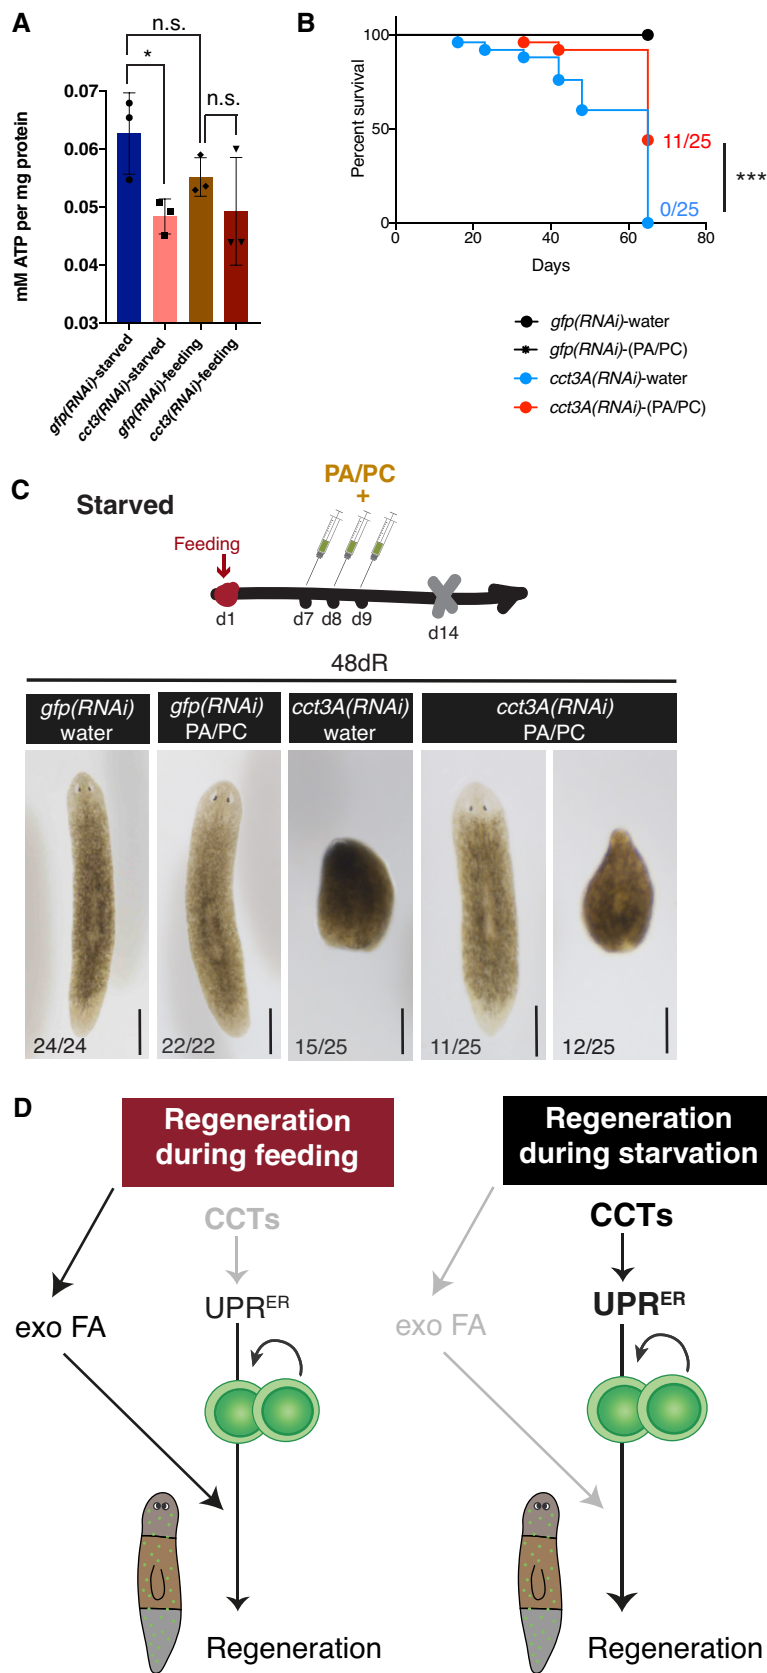 A
n.s.
*
n.s.
0.07
0.06
0.05
0.04
0.03
mM ATP per mg protein
gfp(RNAi)-starved
cct3(RNAi)-starved
gfp(RNAi)-feeding
cct3(RNAi)-feeding
B
100
50
0
Percent survival
11/25
0/25
***
0
20
40
60
80
Days
gfp(RNAi)-water
gfp(RNAi)-(PA/PC)
cct3A(RNAi)-water
cct3A(RNAi)-(PA/PC)
C
Starved
PA/PC
+
Feeding
d1
d7
d8
d9
d14
48dR
gfp(RNAi)
water
gfp(RNAi)
PA/PC
cct3A(RNAi)
water
cct3A(RNAi)
PA/PC
24/24
22/22
15/25
11/25
12/25
D
Regeneration
during feeding
CCTs
UPRᴱᴿ
exo FA
Regeneration
Regeneration
during starvation
CCTs
UPRᴱᴿ
exo FA
Regeneration